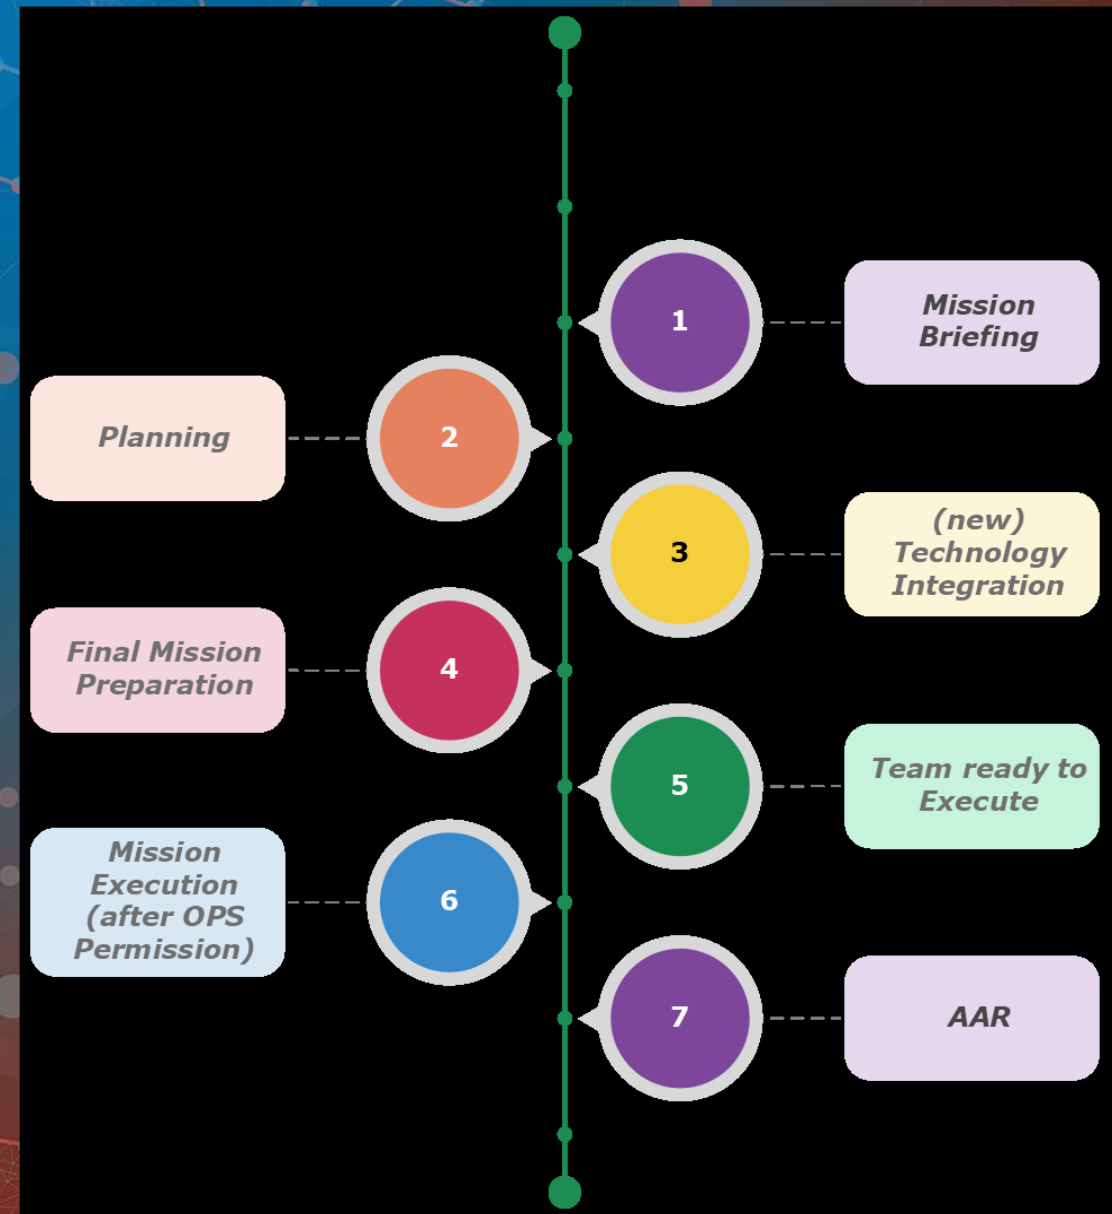 1
Mission
Briefing
Planning
2
3
(new)
Technology
Integration
Final Mission
Preparation
4
5
Team ready to
Execute
Mission
Execution
(after OPS
Permission)
6
7
AAR